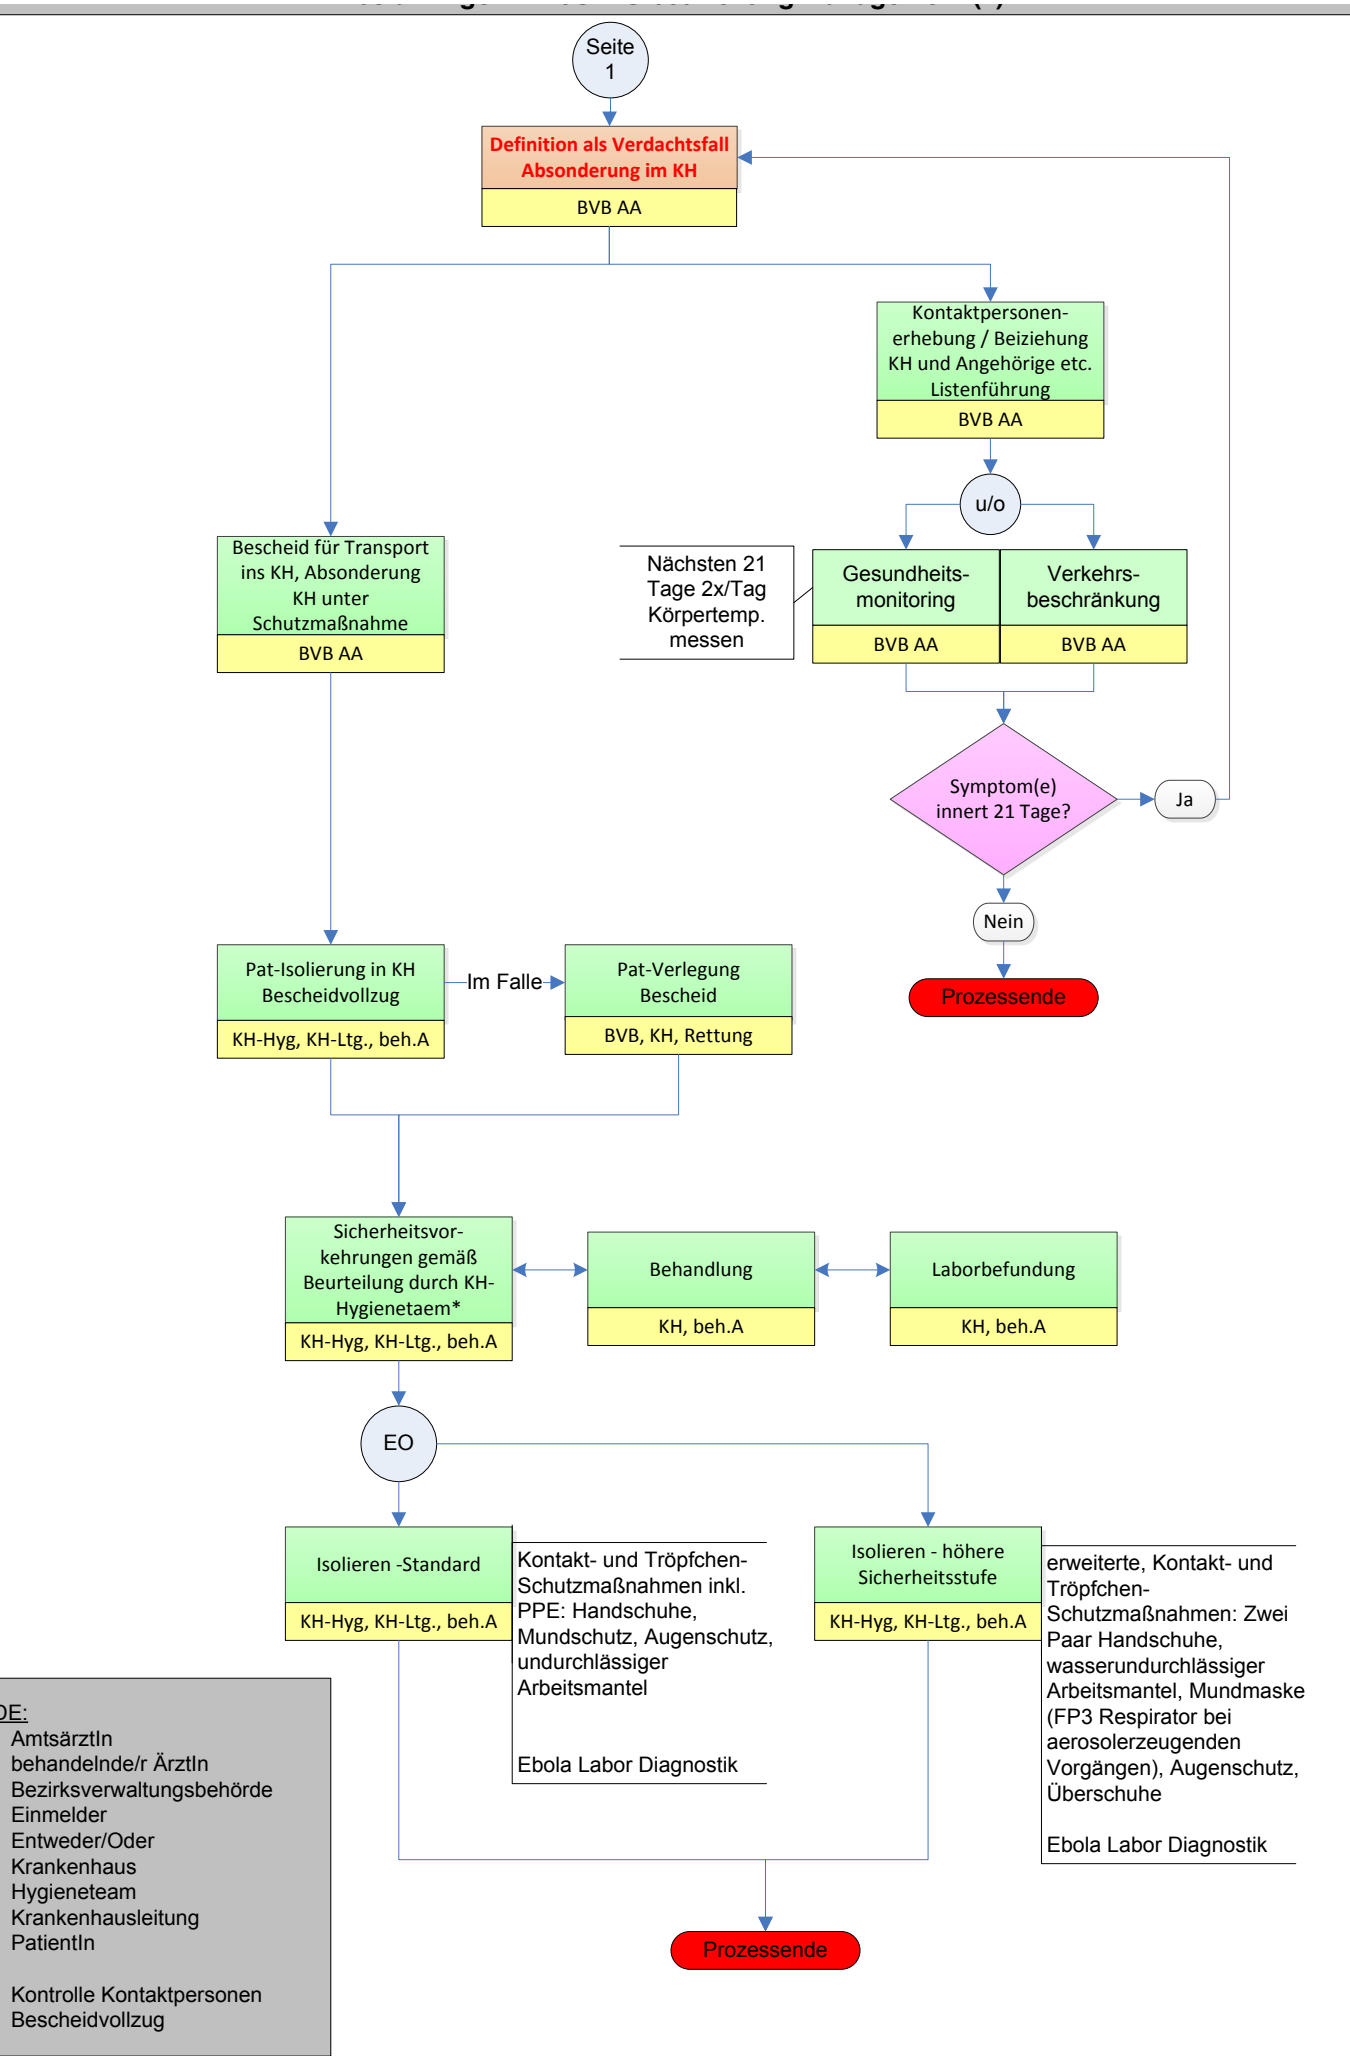 Seite
1
Definition als Verdachtsfall
Absonderung im KH
BVB AA
Kontaktpersonen-
erhebung / Beiziehung
KH und Angehörige etc.
Listenführung
BVB AA
u/o
Bescheid für Transport
ins KH, Absonderung
KH unter
Schutzmaßnahme
BVB AA
Nächsten 21
Tage 2x/Tag
Körpertemp.
messen
Gesundheits-
monitoring
BVB AA
Verkehrs-
beschränkung
BVB AA
Symptom(e)
innert 21 Tage?
Ja
Nein
Prozessende
Pat-Isolierung in KH
Bescheidvollzug
KH-Hyg, KH-Ltg., beh.A
Im Falle
Pat-Verlegung
Bescheid
BVB, KH, Rettung
Sicherheitsvor-
kehrungen gemäß
Beurteilung durch KH-
Hygienetaem*
KH-Hyg, KH-Ltg., beh.A
Behandlung
KH, beh.A
Laborbefundung
KH, beh.A
EO
Isolieren -Standard
KH-Hyg, KH-Ltg., beh.A
Kontakt- und Tröpfchen-
Schutzmaßnahmen inkl.
PPE: Handschuhe,
Mundschutz, Augenschutz,
undurchlässiger
Arbeitsmantel
Ebola Labor Diagnostik
Isolieren - höhere
Sicherheitsstufe
KH-Hyg, KH-Ltg., beh.A
erweiterte, Kontakt- und
Tröpfchen-
Schutzmaßnahmen: Zwei
Paar Handschuhe,
wasserundurchlässiger
Arbeitsmantel, Mundmaske
(FP3 Respirator bei
aerosolerzeugenden
Vorgängen), Augenschutz,
Überschuhe
Ebola Labor Diagnostik
DE:
AmtsärztIn
behandelnde/r ÄrztIn
Bezirksverwaltungsbehörde
Einmelder
Entweder/Oder
Krankenhaus
Hygieneteam
Krankenhausleitung
PatientIn
Kontrolle Kontaktpersonen
Bescheidvollzug
Prozessende